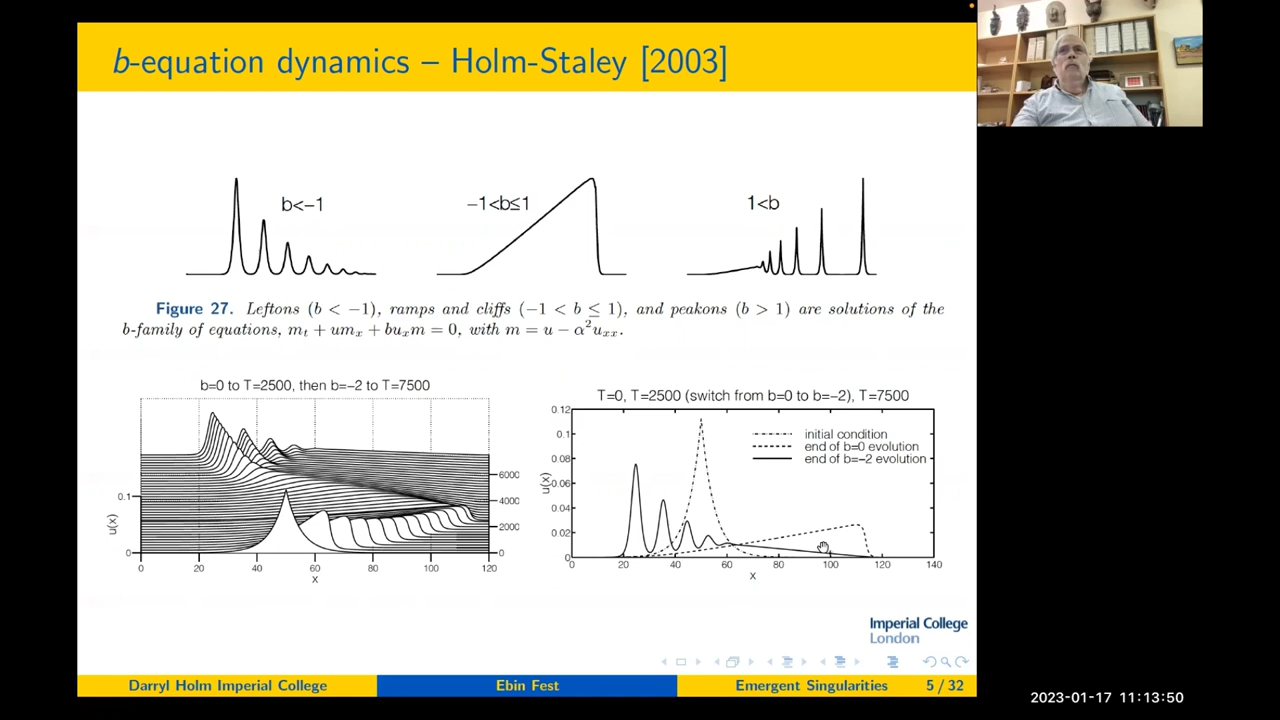 b-equation dynamics – Holm-Staley [2003]
b<−1
−1<b≤1
1<b
Figure 27. Leftons (b < −1), ramps and cliffs (−1 < b ≤ 1), and peakons (b > 1) are solutions of the
b-family of equations, mₜ + umₓ + buₓm = 0, with m = u − α²uₓₓ.
b=0 to T=2500, then b=−2 to T=7500
0.1
0
u(x)
6000
4000
2000
0
0 20 40 60 80 100 120
x
T=0, T=2500 (switch from b=0 to b=−2), T=7500
0.12
0.1
0.08
0.06
0.04
0.02
0
u(x)
initial condition
end of b=0 evolution
end of b=−2 evolution
0 20 40 60 80 100 120 140
x
Imperial College
London
Darryl Holm Imperial College
Ebin Fest
Emergent Singularities
5 / 32
2023-01-17 11:13:50